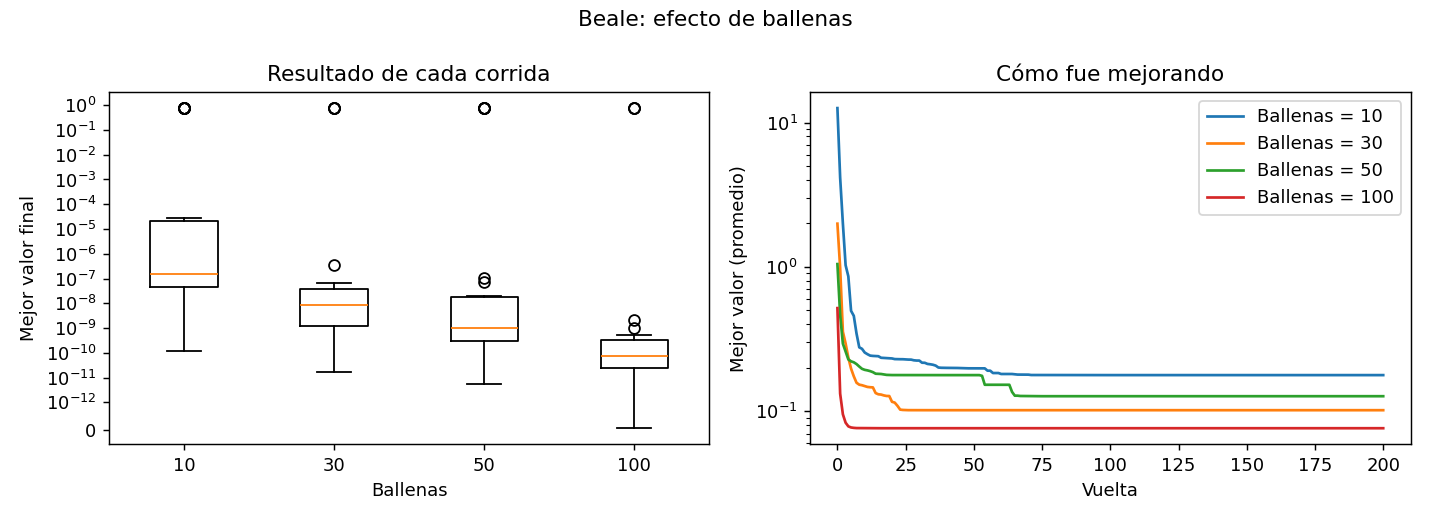 Beale: efecto de ballenas
Resultado de cada corrida
Mejor valor final
10⁰
10⁻¹
10⁻²
10⁻³
10⁻⁴
10⁻⁵
10⁻⁶
10⁻⁷
10⁻⁸
10⁻⁹
10⁻¹⁰
10⁻¹¹
10⁻¹²
0
10 30 50 100
Ballenas
Cómo fue mejorando
Mejor valor (promedio)
10¹
10⁰
10⁻¹
Ballenas = 10
Ballenas = 30
Ballenas = 50
Ballenas = 100
0 25 50 75 100 125 150 175 200
Vuelta